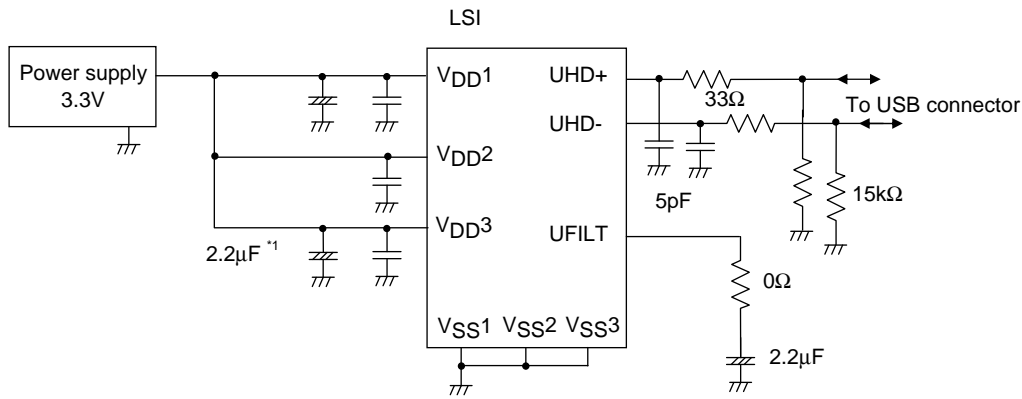 LSI
Power supply
3.3V
VDD1
VDD2
VDD3
2.2μF *1
UHD+
UHD-
UFILT
VSS1 VSS2 VSS3
33Ω
To USB connector
5pF
15kΩ
0Ω
2.2μF